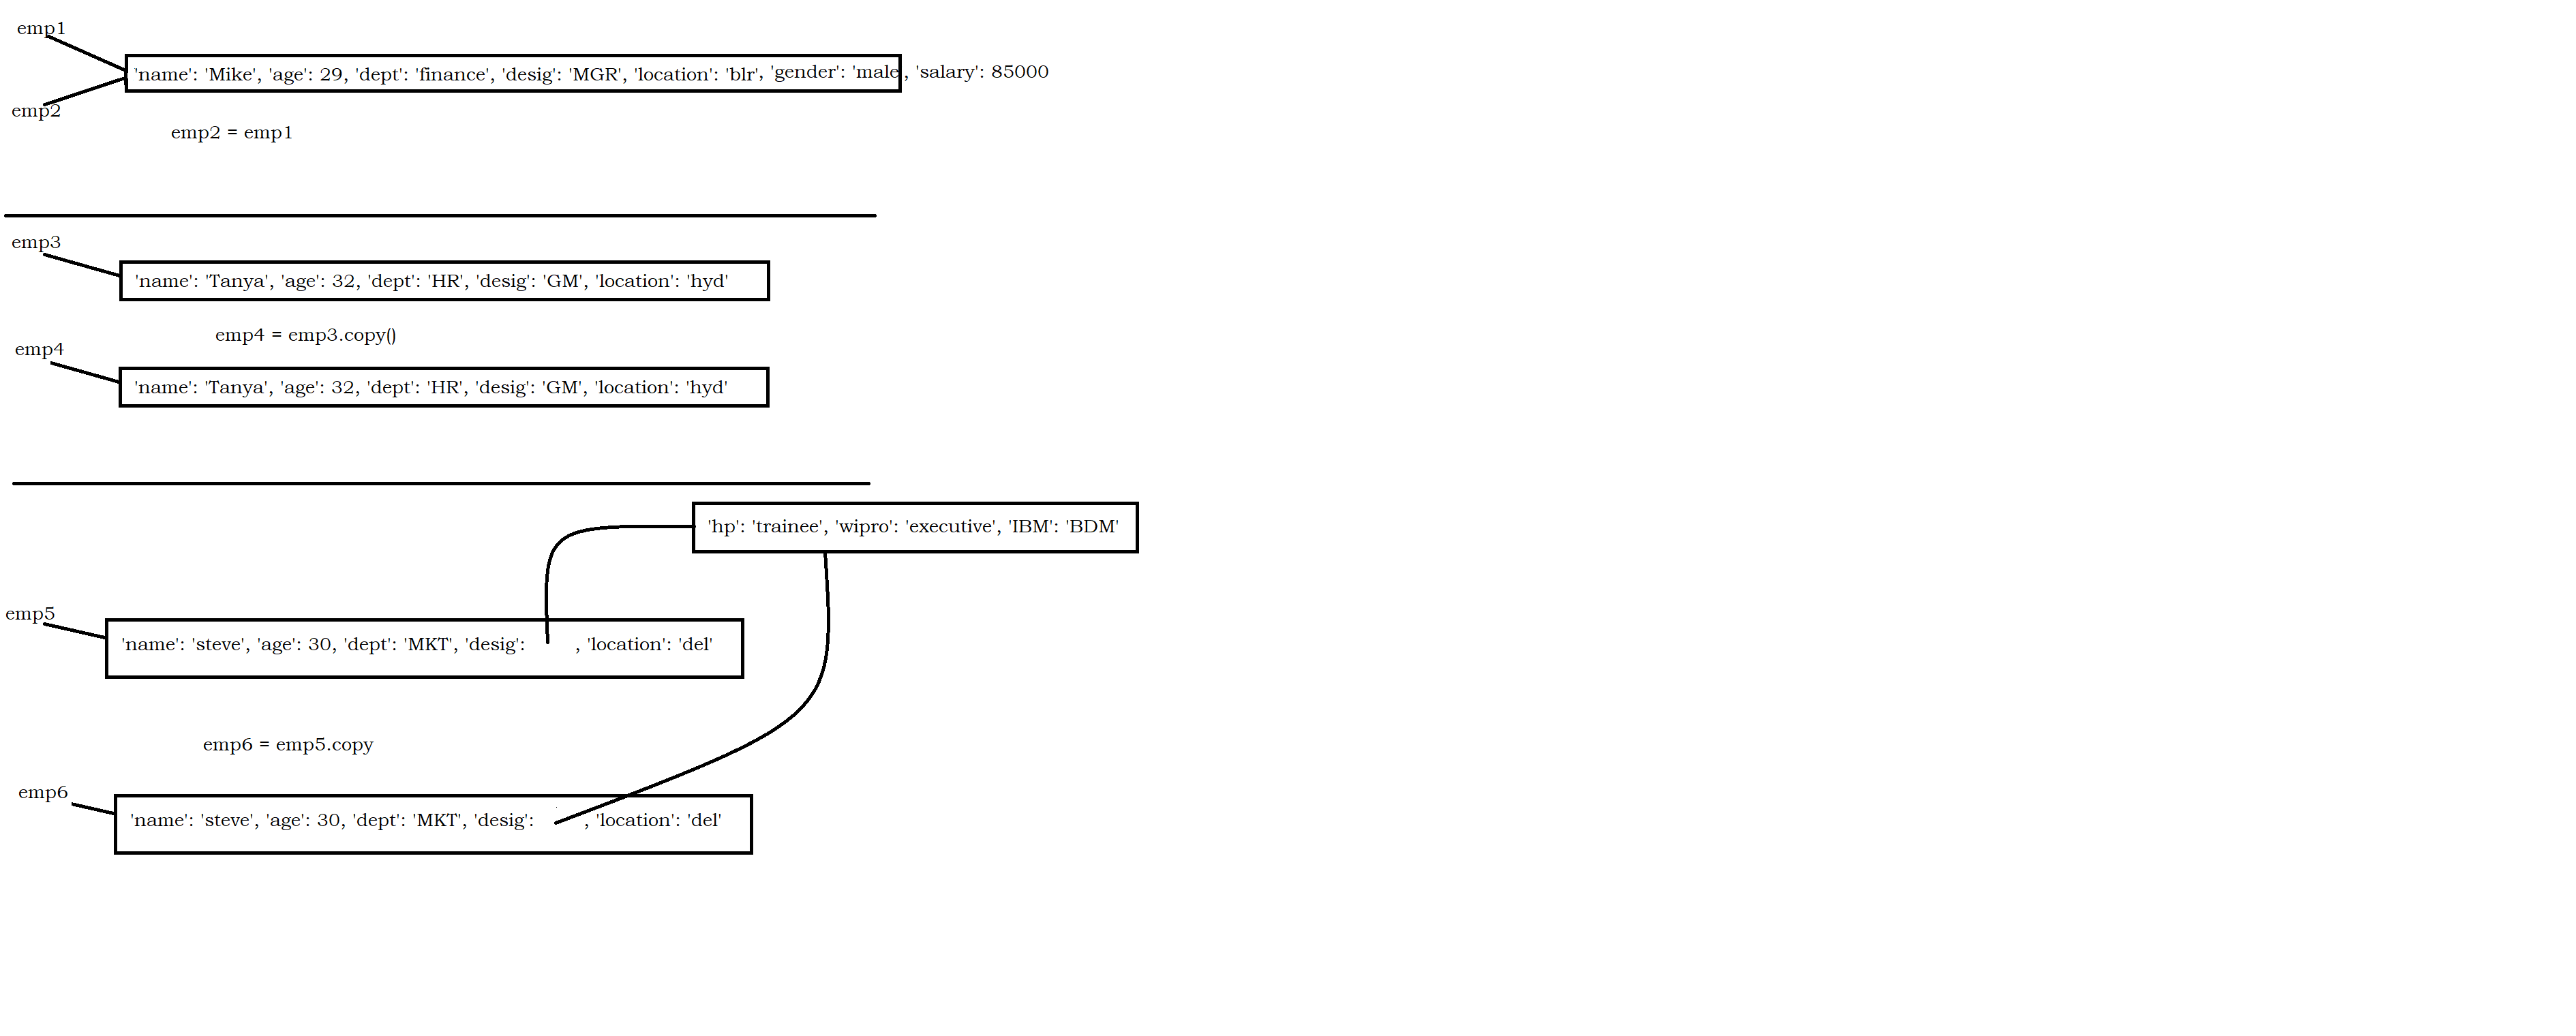 emp1
'name': 'Mike', 'age': 29, 'dept': 'finance', 'desig': 'MGR', 'location': 'blr', 'gender': 'male', 'salary': 85000
emp2
emp2 = emp1
emp3
'name': 'Tanya', 'age': 32, 'dept': 'HR', 'desig': 'GM', 'location': 'hyd'
emp4 = emp3.copy()
emp4
'name': 'Tanya', 'age': 32, 'dept': 'HR', 'desig': 'GM', 'location': 'hyd'
'hp': 'trainee', 'wipro': 'executive', 'IBM': 'BDM'
emp5
'name': 'steve', 'age': 30, 'dept': 'MKT', 'desig': , 'location': 'del'
emp6 = emp5.copy
emp6
'name': 'steve', 'age': 30, 'dept': 'MKT', 'desig': , 'location': 'del'